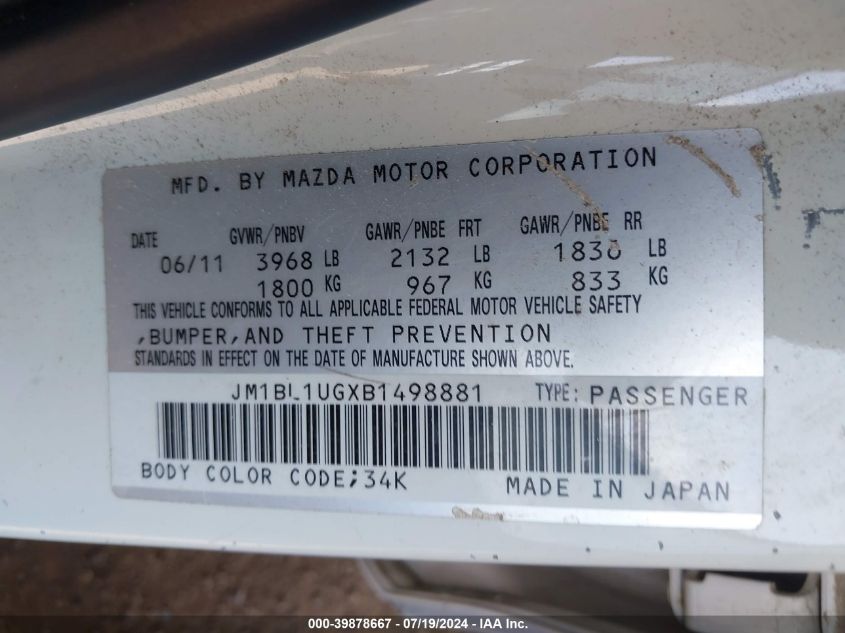 MFD. BY MAZDA MOTOR CORPORATION
DATE GVWR/PNBV GAWR/PNBE FRT GAWR/PNBE RR
06/11 3968 LB 2132 LB 1836 LB
1800 KG 967 KG 833 KG
THIS VEHICLE CONFORMS TO ALL APPLICABLE FEDERAL MOTOR VEHICLE SAFETY
,BUMPER,AND THEFT PREVENTION
STANDARDS IN EFFECT ON THE DATE OF MANUFACTURE SHOWN ABOVE.
JM1BL1UGXB1498881 TYPE: PASSENGER
BODY COLOR CODE;34K MADE IN JAPAN
000-39878667 - 07/19/2024 - IAA Inc.